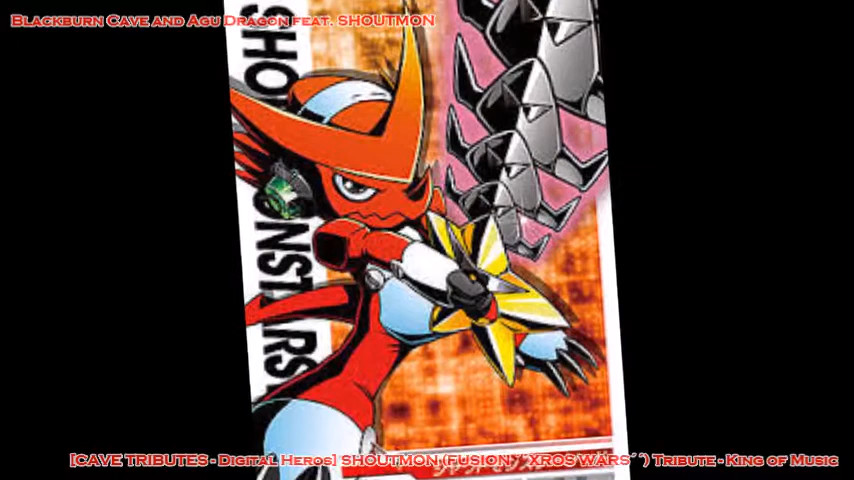 Blackburn Cave and Agu Dragon feat. SHOUTMON
[CAVE TRIBUTES - Digital Heros] SHOUTMON (FUSION ´´XROS WARS´´) Tribute - King of Music